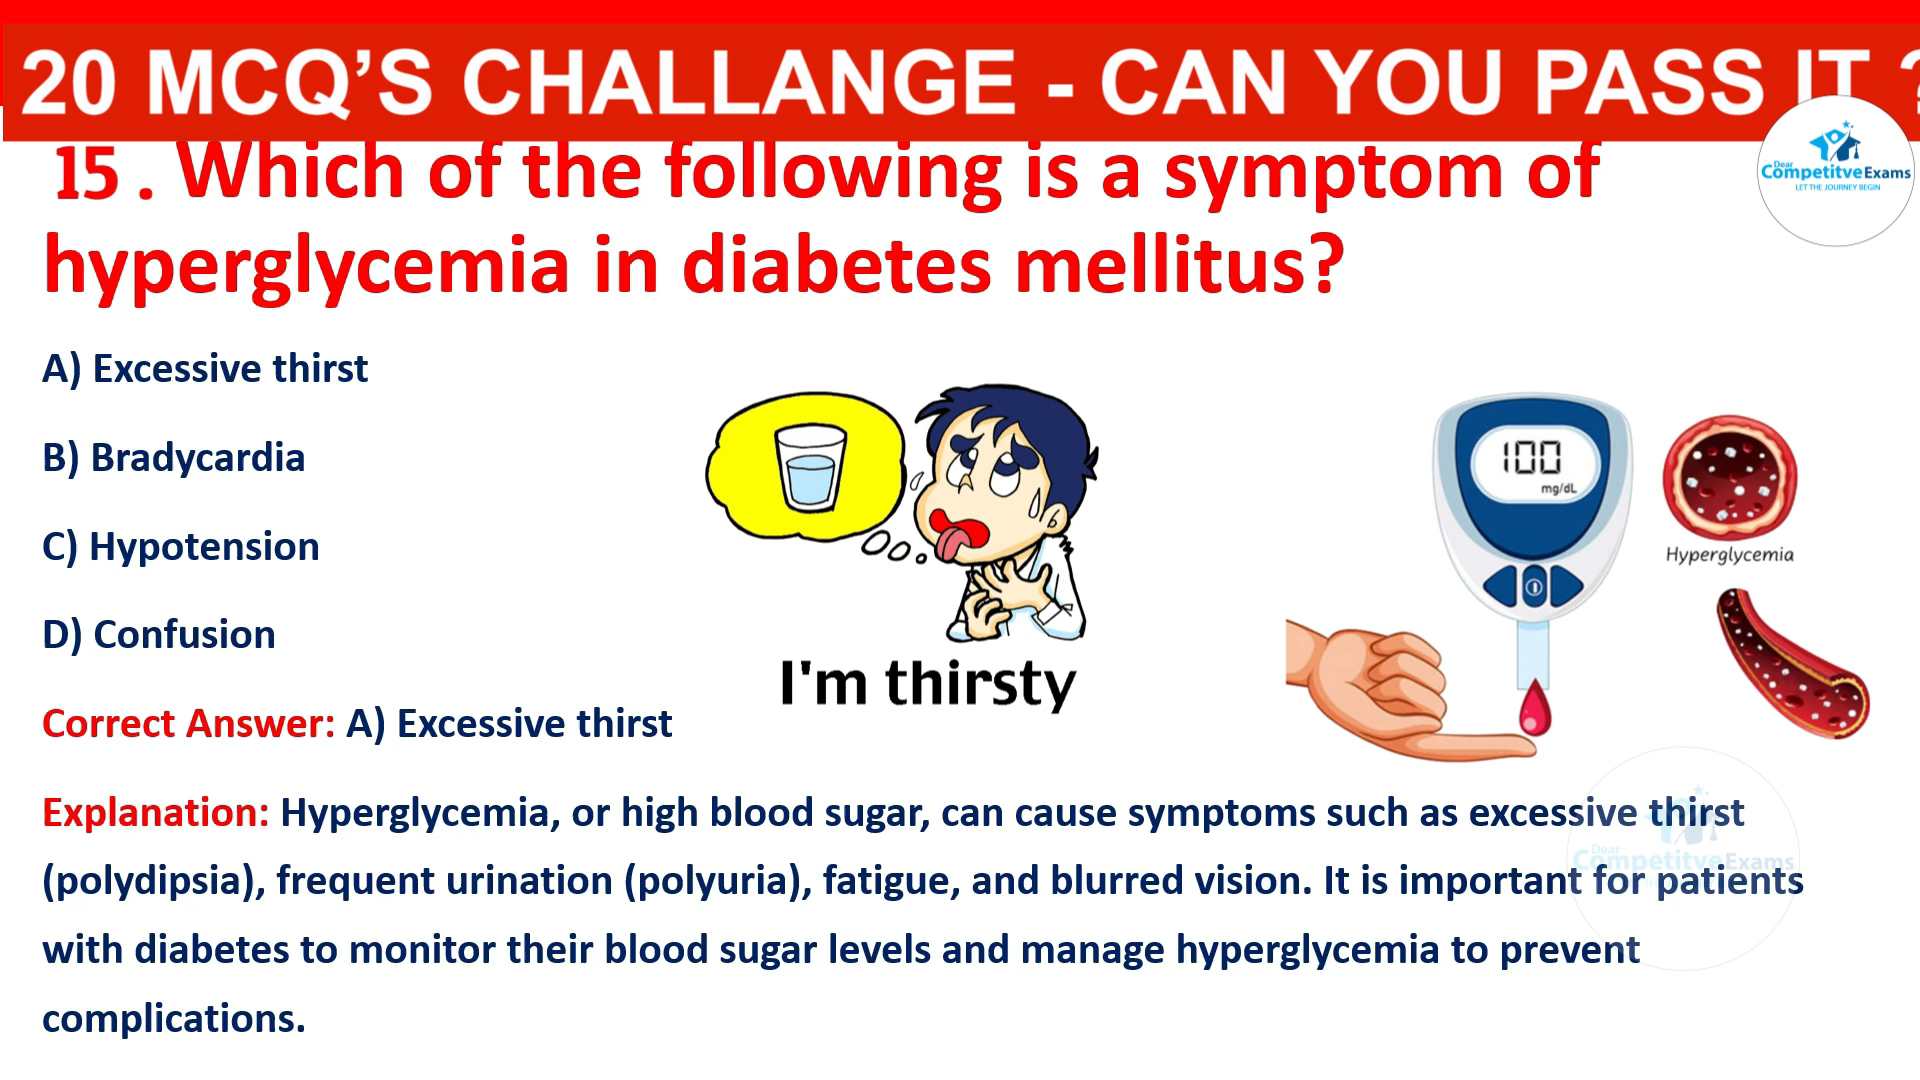 20 MCQ’S CHALLANGE - CAN YOU PASS IT ?
Dear
CompetitveExams
LET THE JOURNEY BEGIN
15 . Which of the following is a symptom of
hyperglycemia in diabetes mellitus?
A) Excessive thirst
B) Bradycardia
C) Hypotension
D) Confusion
I'm thirsty
100
mg/dL
Hyperglycemia
Correct Answer: A) Excessive thirst
Explanation: Hyperglycemia, or high blood sugar, can cause symptoms such as excessive thirst
(polydipsia), frequent urination (polyuria), fatigue, and blurred vision. It is important for patients
with diabetes to monitor their blood sugar levels and manage hyperglycemia to prevent
complications.
Dear
CompetitveExams